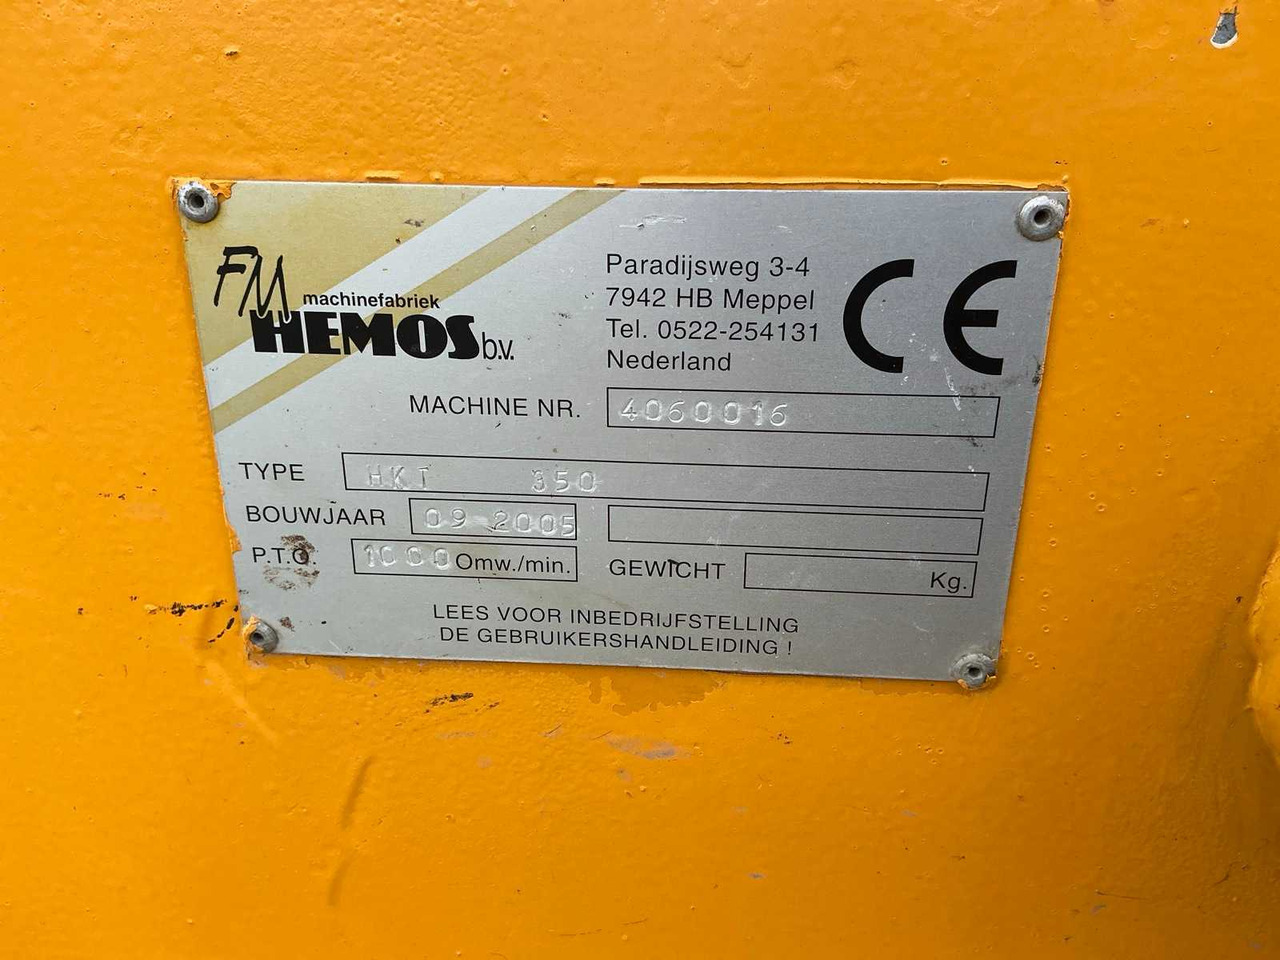 FM machinefabriek
HEMOS b.v.
Paradijsweg 3-4
7942 HB Meppel
Tel. 0522-254131
Nederland
CE
MACHINE NR. 4060016
TYPE HKT 350
BOUWJAAR 09 2005
P.T.O. 1000 Omw./min. GEWICHT Kg.
LEES VOOR INBEDRIJFSTELLING
DE GEBRUIKERSHANDLEIDING !